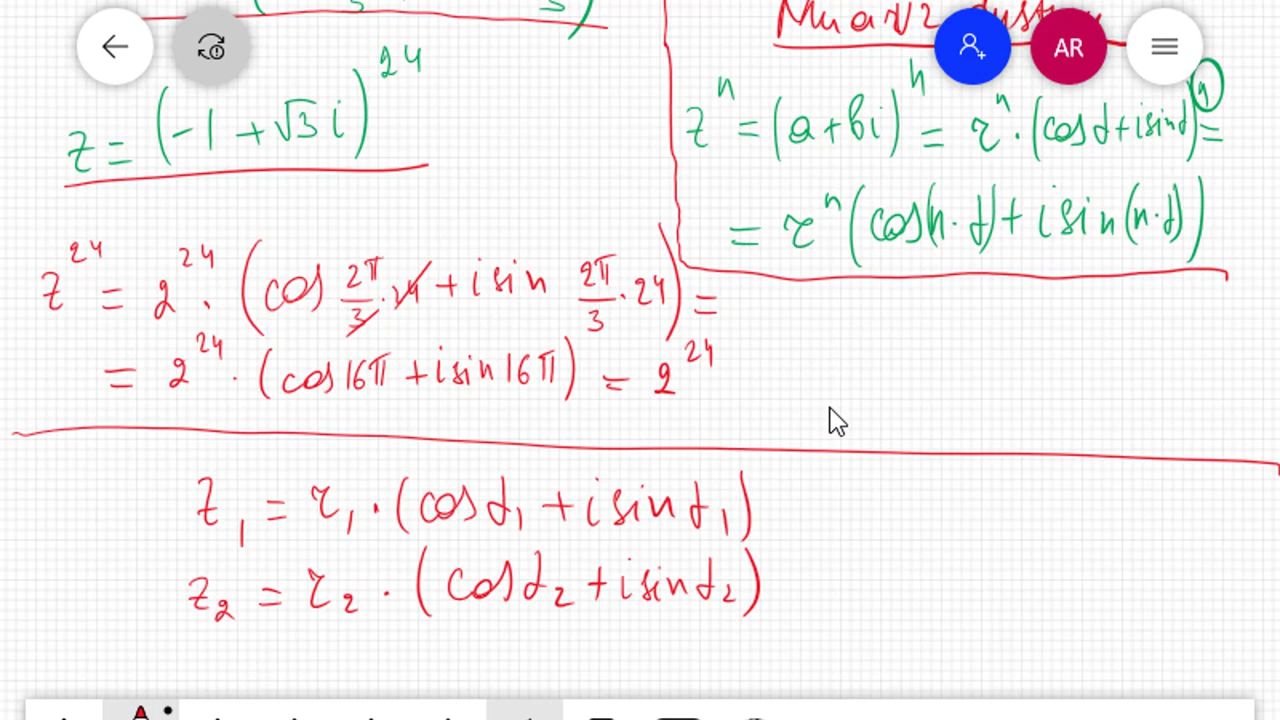 z = (-1 + √3 i)^24
z^n = (a + bi)^n = r^n · (cos α + i sin α)^n =
= r^n (cos(n·α) + i sin(n·α))
z^24 = 2^24 · (cos 2π/3 · 24 + i sin 2π/3 · 24) =
= 2^24 · (cos 16π + i sin 16π) = 2^24
z₁ = r₁ · (cos α₁ + i sin α₁)
z₂ = r₂ · (cos α₂ + i sin α₂)
AR